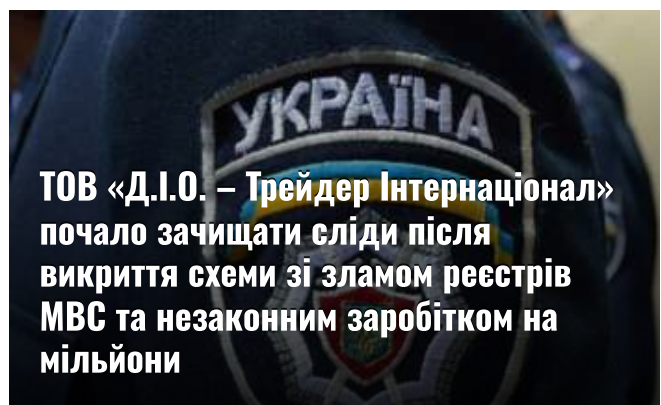 УКРАЇНА
ТОВ «Д.І.О. – Трейдер Інтернаціонал»
почало зачищати сліди після
викриття схеми зі зламом реєстрів
МВС та незаконним заробітком на
мільйони